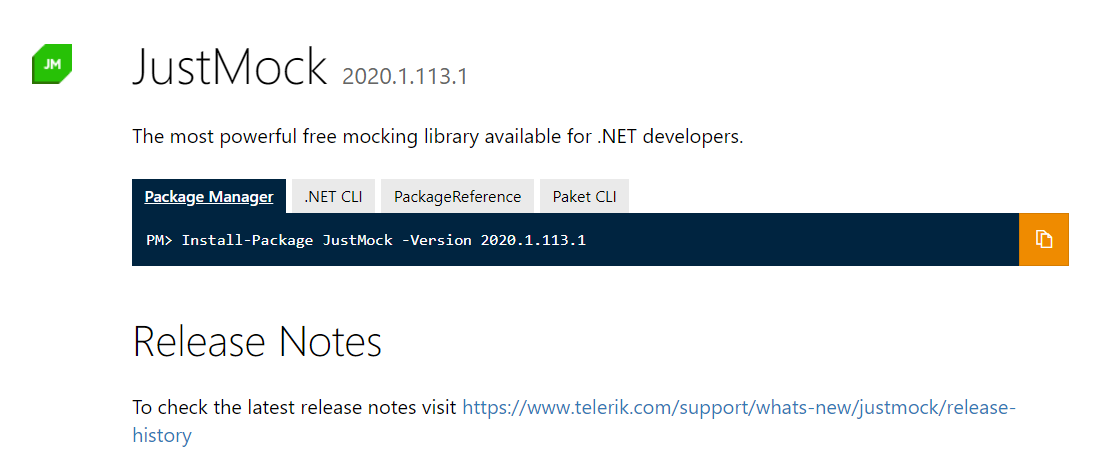 JM
JustMock 2020.1.113.1
The most powerful free mocking library available for .NET developers.
Package Manager .NET CLI PackageReference Paket CLI
PM> Install-Package JustMock -Version 2020.1.113.1
Release Notes
To check the latest release notes visit https://www.telerik.com/support/whats-new/justmock/release-
history